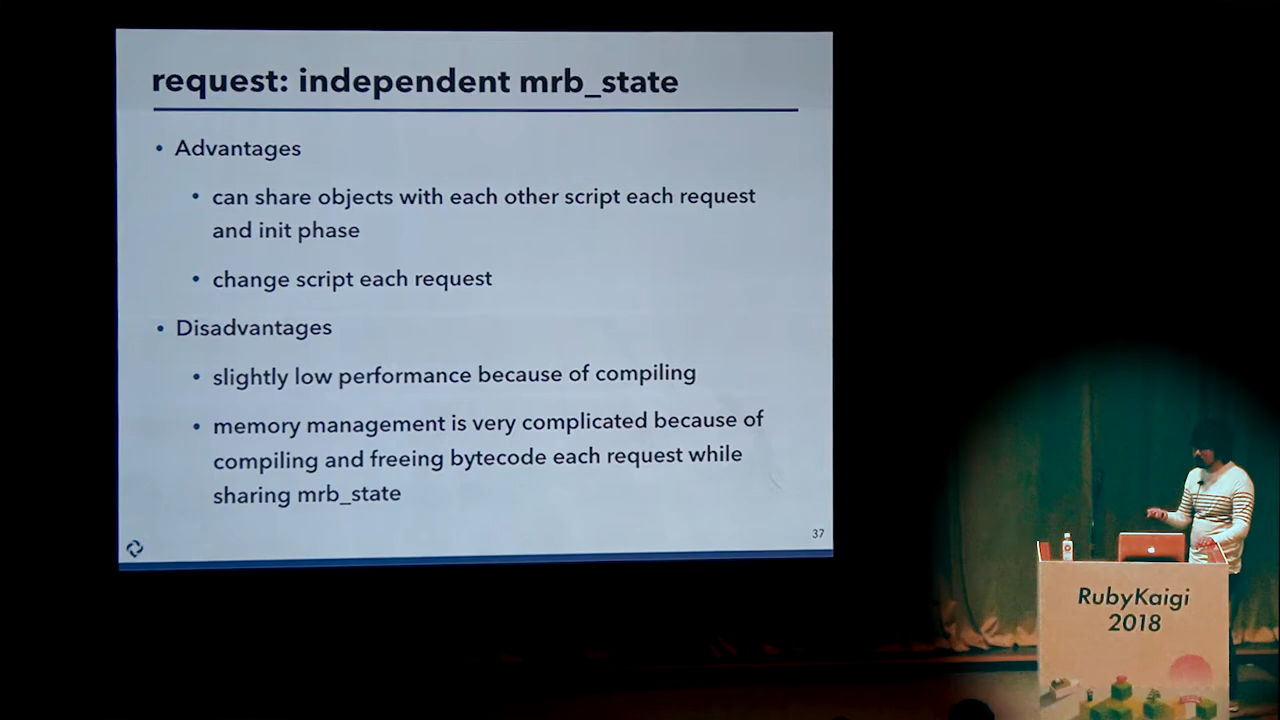 request: independent mrb_state
• Advantages
• can share objects with each other script each request
and init phase
• change script each request
• Disadvantages
• slightly low performance because of compiling
• memory management is very complicated because of
compiling and freeing bytecode each request while
sharing mrb_state
37
RubyKaigi
2018